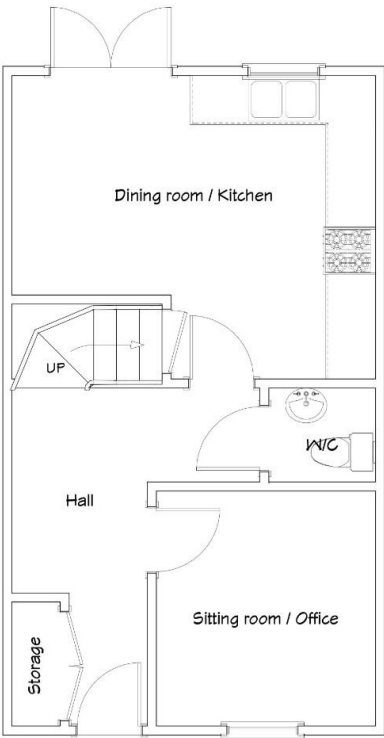 Dining room / Kitchen
UP
W/C
Hall
Sitting room / Office
Storage